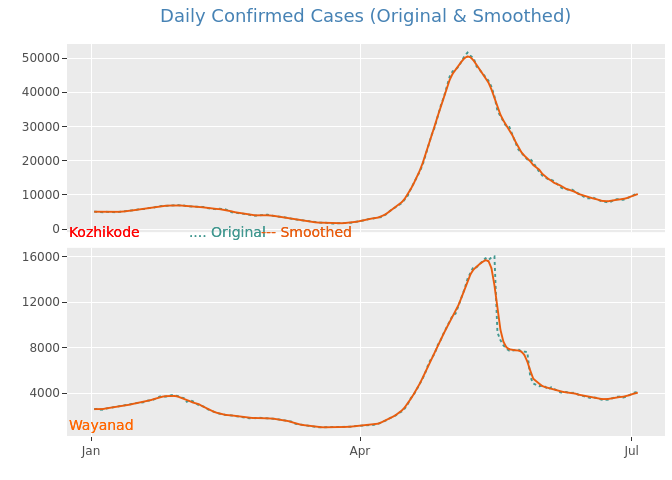 Daily Confirmed Cases (Original & Smoothed)
50000
40000
30000
20000
10000
0
Kozhikode .... Original --- Smoothed
16000
12000
8000
4000
Wayanad
Jan Apr Jul